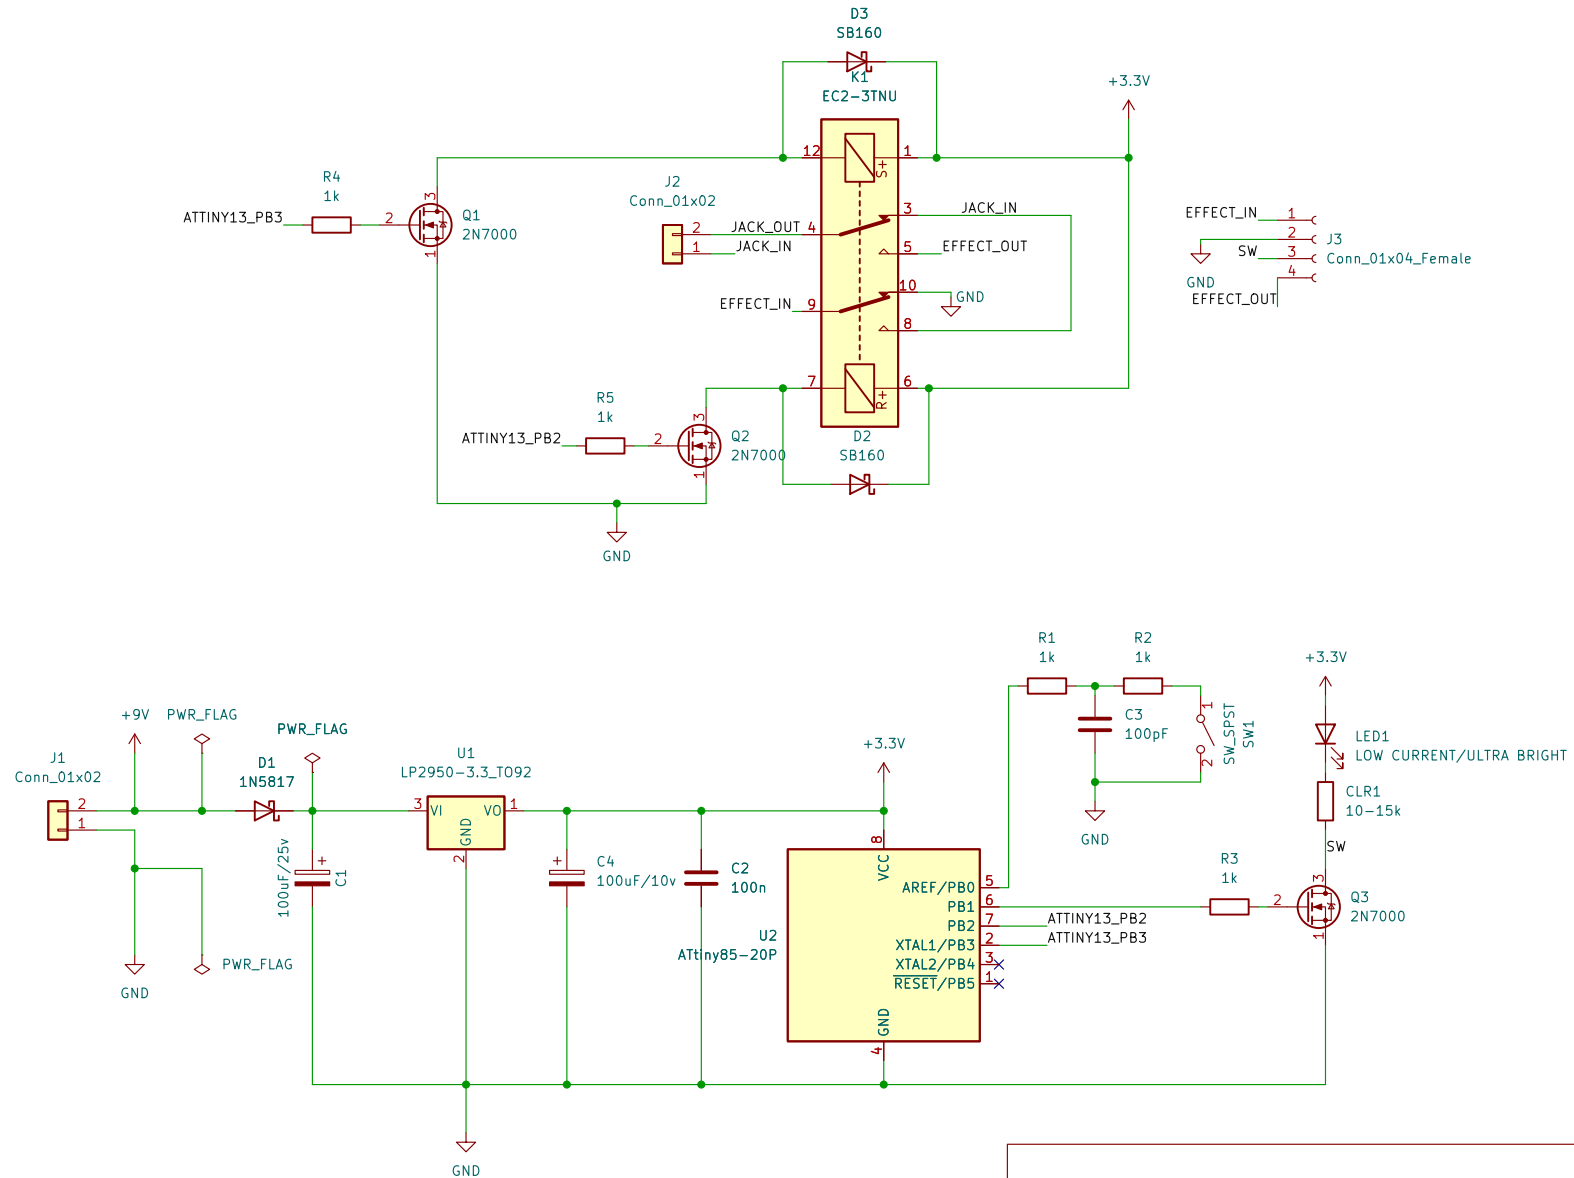 D3
SB160
K1
EC2-3TNU
+3.3V
12
1
S+
R4
1k
ATTINY13_PB3
2
3
1
Q1
2N7000
J2
Conn_01x02
2
1
JACK_OUT
JACK_IN
4
3
JACK_IN
5
EFFECT_OUT
10
GND
EFFECT_IN
9
8
7
6
R+
EFFECT_IN
1
2
SW
3
4
GND
EFFECT_OUT
J3
Conn_01x04_Female
R5
1k
ATTINY13_PB2
2
3
1
Q2
2N7000
D2
SB160
GND
R1
1k
R2
1k
+3.3V
C3
100pF
1
2
SW_SPST
SW1
GND
LED1
LOW CURRENT/ULTRA BRIGHT
CLR1
10-15k
SW
R3
1k
2
3
1
Q3
2N7000
+9V
PWR_FLAG
PWR_FLAG
J1
Conn_01x02
2
1
D1
1N5817
U1
LP2950-3.3_TO92
3
VI
VO
1
GND
2
+3.3V
100uF/25v
+
C1
+
C4
100uF/10v
C2
100n
8
VCC
AREF/PB0
5
PB1
6
PB2
7
ATTINY13_PB2
XTAL1/PB3
2
ATTINY13_PB3
XTAL2/PB4
3
RESET/PB5
1
U2
ATtiny85-20P
GND
4
PWR_FLAG
GND
GND